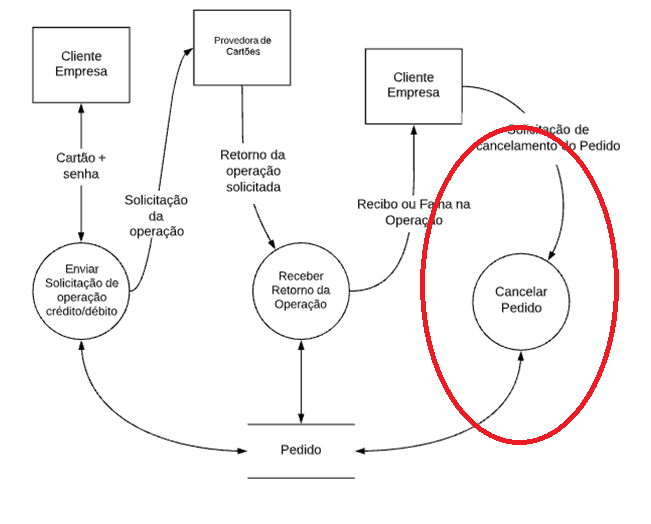 Cliente
Empresa
Provedora de
Cartões
Cliente
Empresa
Solicitação de
cancelamento do Pedido
Cartão +
senha
Retorno da
operação
solicitada
Solicitação
da
operação
Recibo ou Falha na
Operação
Enviar
Solicitação de
operação
crédito/débito
Receber
Retorno da
Operação
Cancelar
Pedido
Pedido